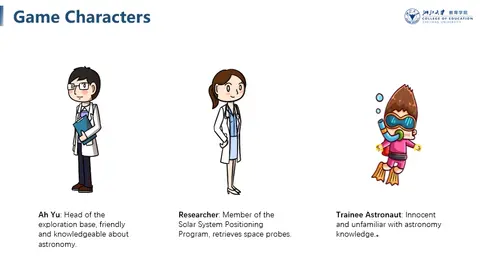 Game Characters
浙江大学 教育学院
COLLEGE OF EDUCATION
ZHEJIANG UNIVERSITY
Ah Yu: Head of the
exploration base, friendly
and knowledgeable about
astronomy.
Researcher: Member of the
Solar System Positioning
Program, retrieves space probes.
Trainee Astronaut: Innocent
and unfamiliar with astronomy
knowledge.。